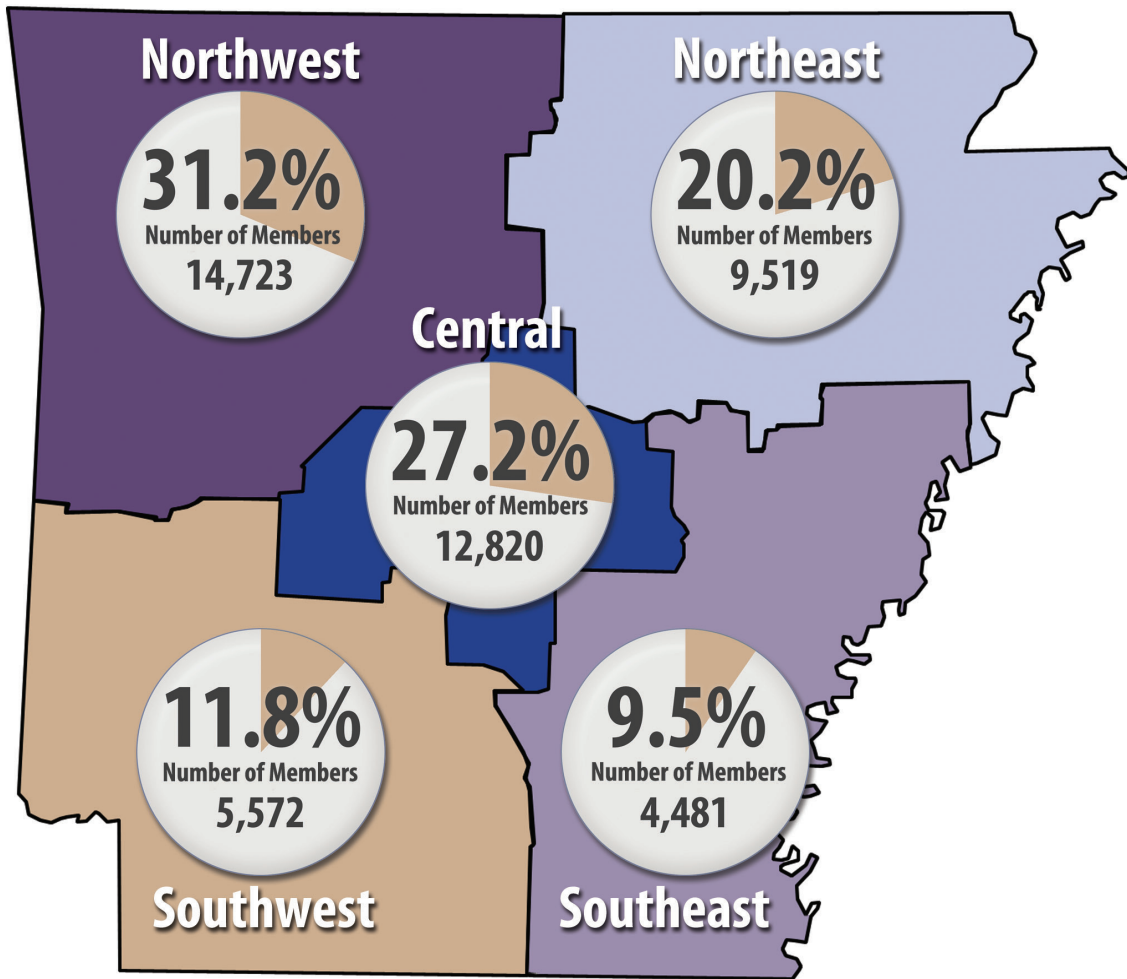 Northwest
31.2%
Number of Members
14,723
Northeast
20.2%
Number of Members
9,519
Central
27.2%
Number of Members
12,820
11.8%
Number of Members
5,572
Southwest
9.5%
Number of Members
4,481
Southeast